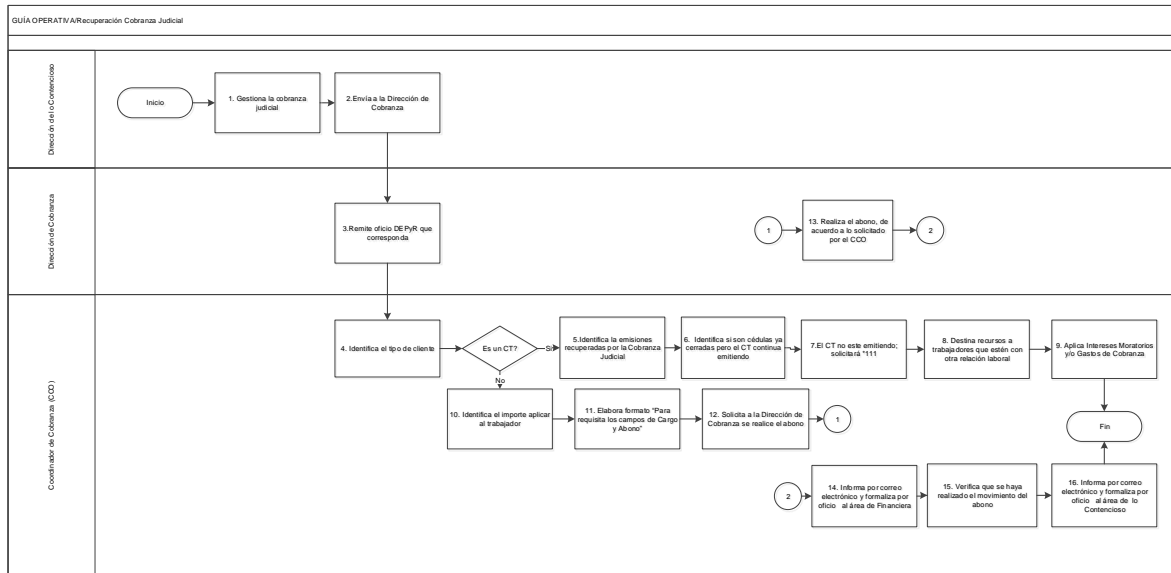 GUÍA OPERATIVA/Recuperación Cobranza Judicial
Dirección de lo Contencioso
Inicio
1. Gestiona la cobranza
judicial
2.Envía a la Dirección de
Cobranza
Dirección de Cobranza
3.Remite oficio DEPyR que
corresponda
1
13. Realiza el abono, de
acuerdo a lo solicitado
por el CCO
2
Coordinador de Cobranza (CCO)
4. Identifica el tipo de cliente
Es un CT?
Si
5.Identifica la emisiones
recuperadas por la Cobranza
Judicial
6. Identifica si son cédulas ya
cerradas pero el CT continua
emitiendo
7.El CT no este emitiendo;
solicitará "111
8. Destina recursos a
trabajadores que estén con
otra relación laboral
9. Aplica Intereses Moratorios
y/o Gastos de Cobranza
No
10. Identifica el importe aplicar
al trabajador
11. Elabora formato "Para
requisita los campos de Cargo
y Abono"
12. Solicita a la Dirección de
Cobranza se realice el abono
1
Fin
2
14. Informa por correo
electrónico y formaliza por
oficio al área de Financiera
15. Verifica que se haya
realizado el movimiento del
abono
16. Informa por correo
electrónico y formaliza por
oficio al área de lo
Contencioso